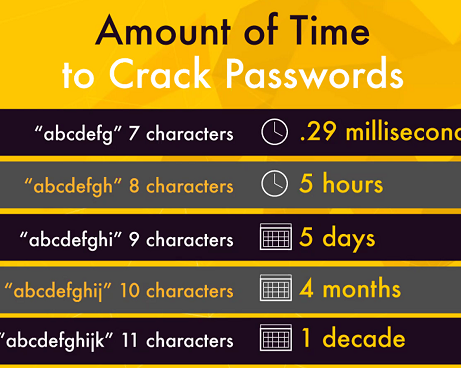 Amount of Time
to Crack Passwords
“abcdefg” 7 characters .29 millisecond
“abcdefgh” 8 characters 5 hours
“abcdefghi” 9 characters 5 days
“abcdefghij” 10 characters 4 months
“abcdefghijk” 11 characters 1 decade